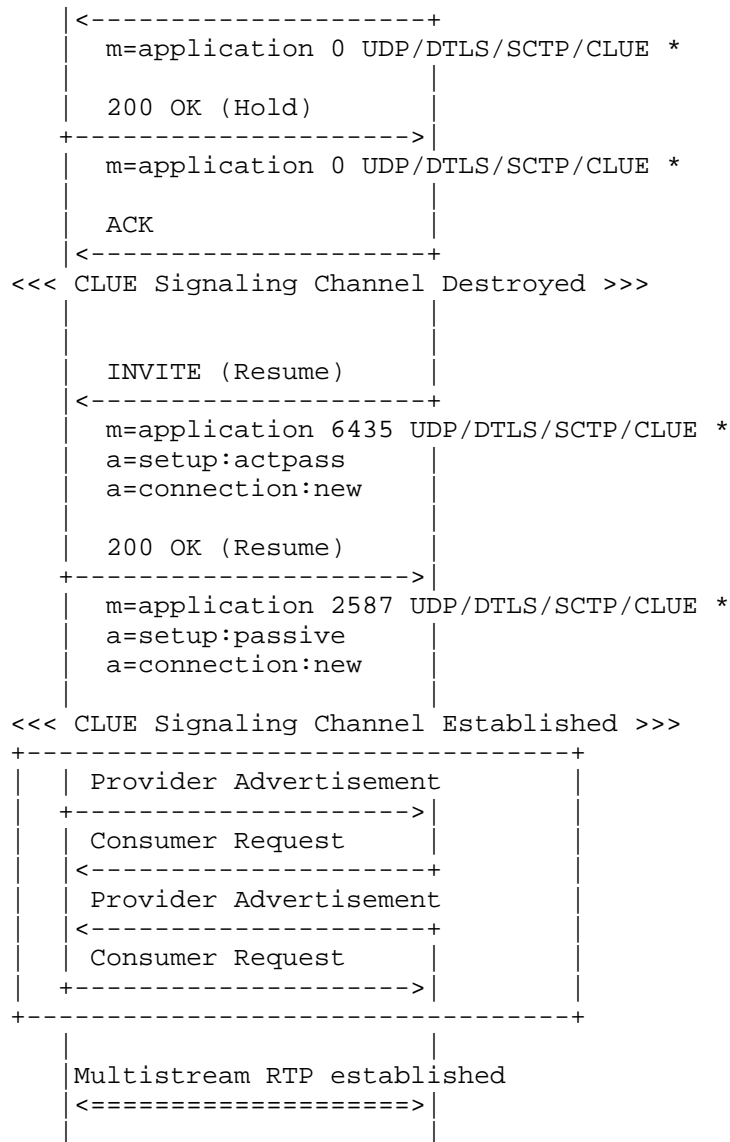 m=application 0 UDP/DTLS/SCTP/CLUE *
200 OK (Hold)
m=application 0 UDP/DTLS/SCTP/CLUE *
ACK
<<< CLUE Signaling Channel Destroyed >>>
INVITE (Resume)
m=application 6435 UDP/DTLS/SCTP/CLUE *
a=setup:actpass
a=connection:new
200 OK (Resume)
m=application 2587 UDP/DTLS/SCTP/CLUE *
a=setup:passive
a=connection:new
<<< CLUE Signaling Channel Established >>>
Provider Advertisement
Consumer Request
Provider Advertisement
Consumer Request
Multistream RTP established